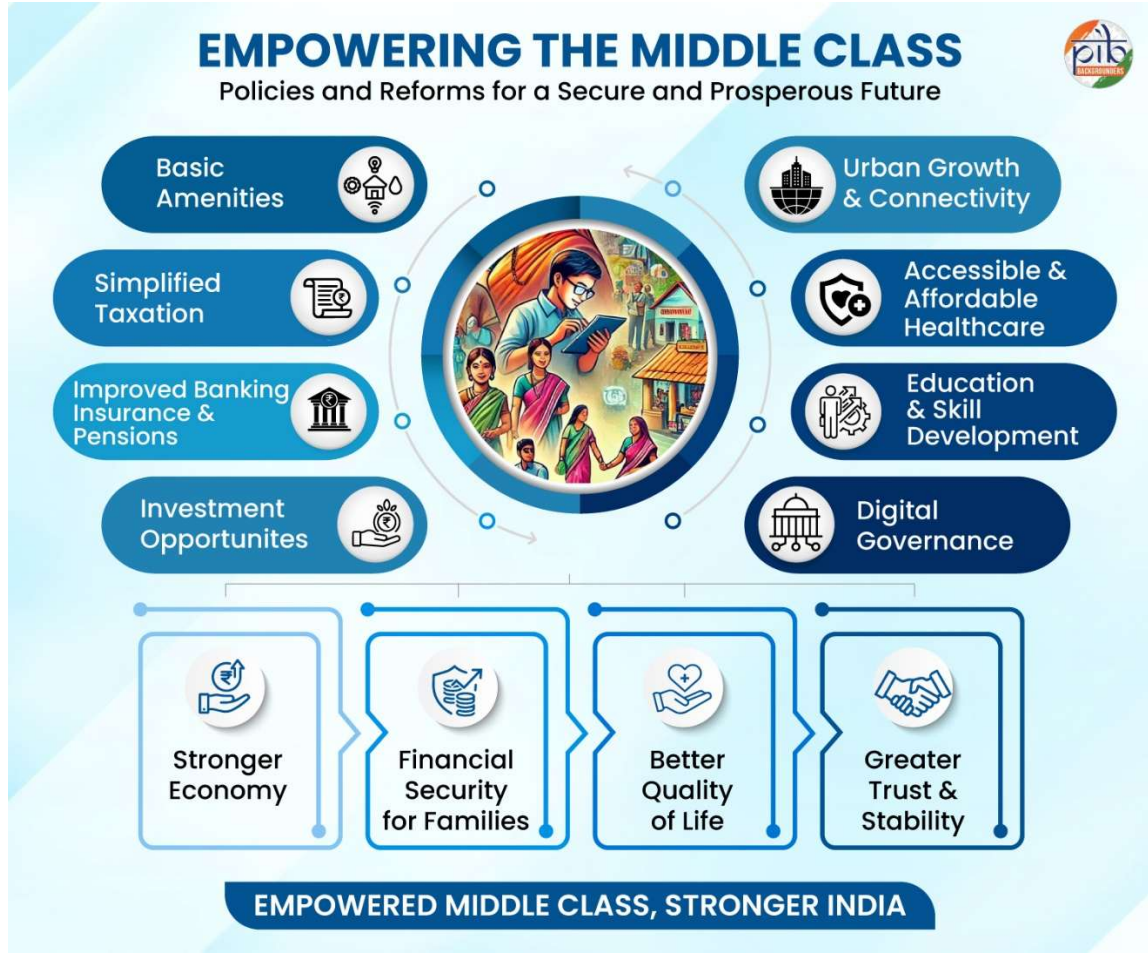 EMPOWERING THE MIDDLE CLASS
Policies and Reforms for a Secure and Prosperous Future
pib
BACKGROUNDERS
Basic
Amenities
Simplified
Taxation
Improved Banking
Insurance &
Pensions
Investment
Opportunites
Urban Growth
& Connectivity
Accessible &
Affordable
Healthcare
Education
& Skill
Development
Digital
Governance
Stronger
Economy
Financial
Security
for Families
Better
Quality
of Life
Greater
Trust &
Stability
EMPOWERED MIDDLE CLASS, STRONGER INDIA